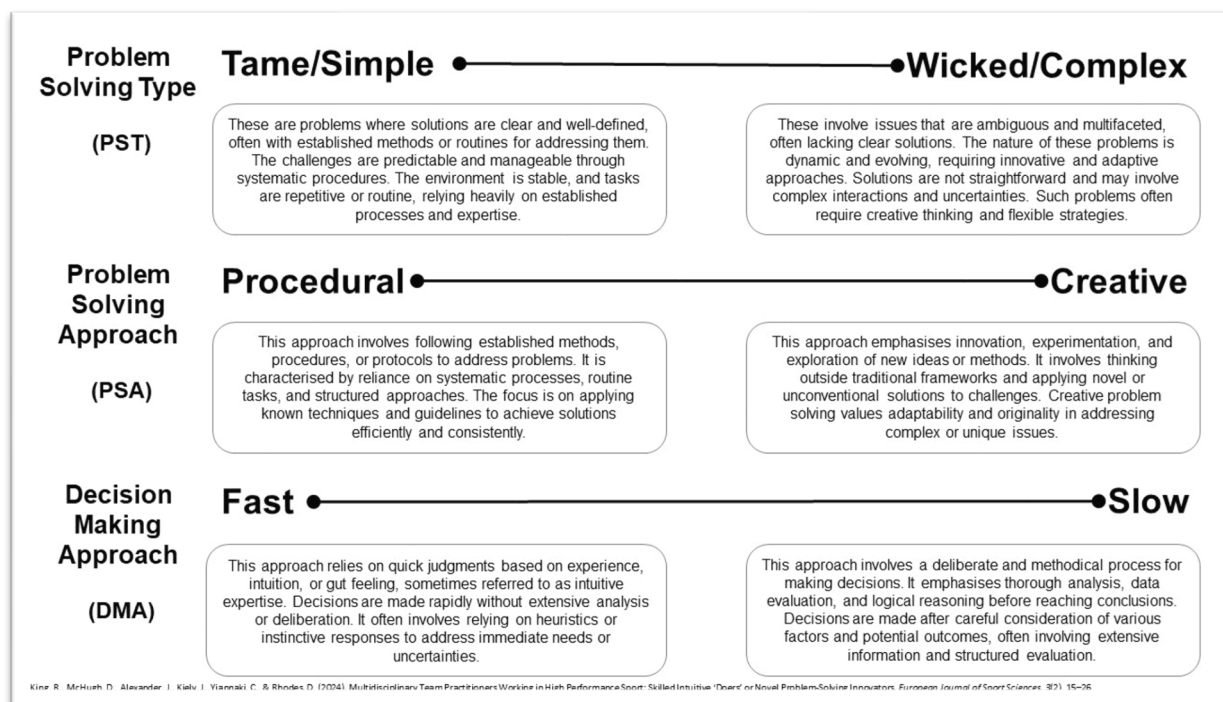 Problem
Solving Type
(PST)
Tame/Simple
Wicked/Complex
These are problems where solutions are clear and well-defined,
often with established methods or routines for addressing them.
The challenges are predictable and manageable through
systematic procedures. The environment is stable, and tasks
are repetitive or routine, relying heavily on established
processes and expertise.
These involve issues that are ambiguous and multifaceted,
often lacking clear solutions. The nature of these problems is
dynamic and evolving, requiring innovative and adaptive
approaches. Solutions are not straightforward and may involve
complex interactions and uncertainties. Such problems often
require creative thinking and flexible strategies.
Problem
Solving
Approach
(PSA)
Procedural
Creative
This approach involves following established methods,
procedures, or protocols to address problems. It is
characterised by reliance on systematic processes, routine
tasks, and structured approaches. The focus is on applying
known techniques and guidelines to achieve solutions
efficiently and consistently.
This approach emphasises innovation, experimentation, and
exploration of new ideas or methods. It involves thinking
outside traditional frameworks and applying novel or
unconventional solutions to challenges. Creative problem
solving values adaptability and originality in addressing
complex or unique issues.
Decision
Making
Approach
(DMA)
Fast
Slow
This approach relies on quick judgments based on experience,
intuition, or gut feeling, sometimes referred to as intuitive
expertise. Decisions are made rapidly without extensive analysis
or deliberation. It often involves relying on heuristics or
instinctive responses to address immediate needs or
uncertainties.
This approach involves a deliberate and methodical process for
making decisions. It emphasises thorough analysis, data
evaluation, and logical reasoning before reaching conclusions.
Decisions are made after careful consideration of various
factors and potential outcomes, often involving extensive
information and structured evaluation.
King, R., McHugh, D., Alexander, J., Kiely, J., Yiannaki, C., & Rhodes, D. (2024). Multidisciplinary Team Practitioners Working in High Performance Sport: Skilled Intuitive 'Doers' or Novel Problem-Solving Innovators. European Journal of Sport Sciences, 3(2), 15–26.